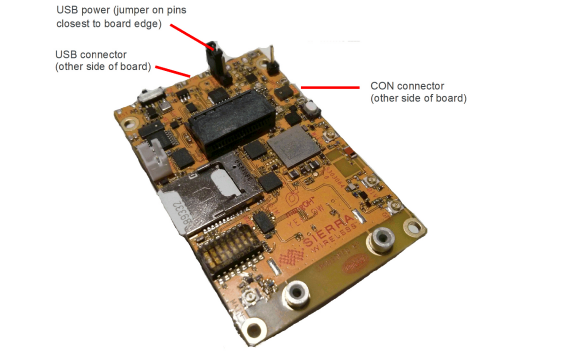 USB power (jumper on pins
closest to board edge)
USB connector
(other side of board)
CON connector
(other side of board)
SIERRA
WIRELESS